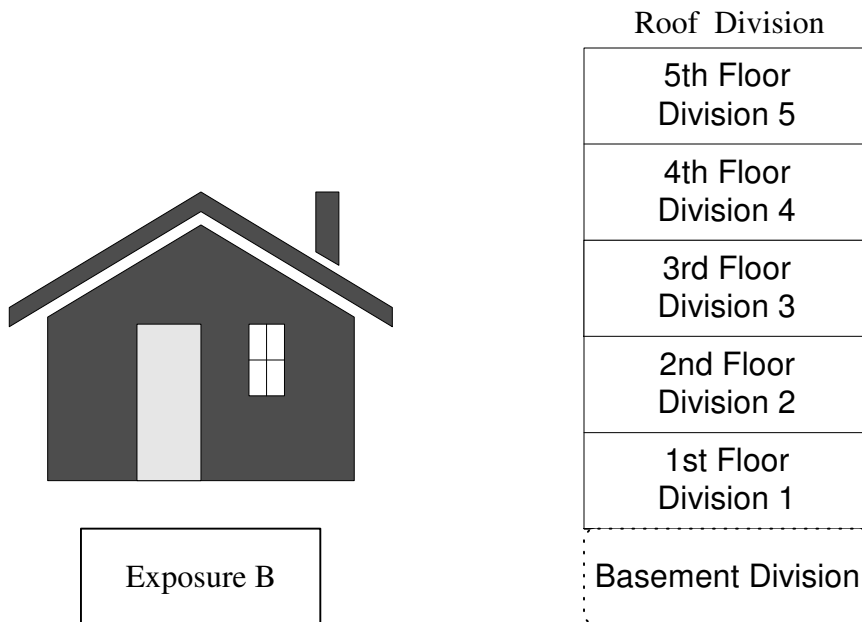 Roof Division
5th Floor
Division 5
4th Floor
Division 4
3rd Floor
Division 3
2nd Floor
Division 2
1st Floor
Division 1
Exposure B
Basement Division